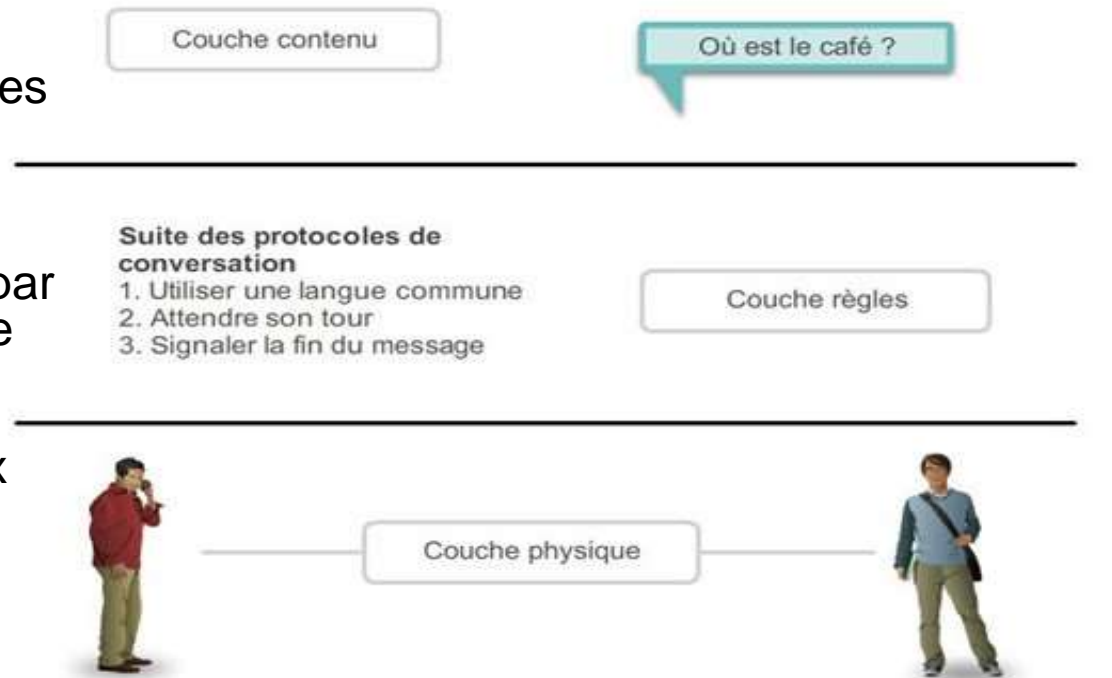 Couche contenu
Où est le café ?
es
Suite des protocoles de
conversation
1. Utiliser une langue commune
2. Attendre son tour
3. Signaler la fin du message
par
e
Couche règles
x
Couche physique